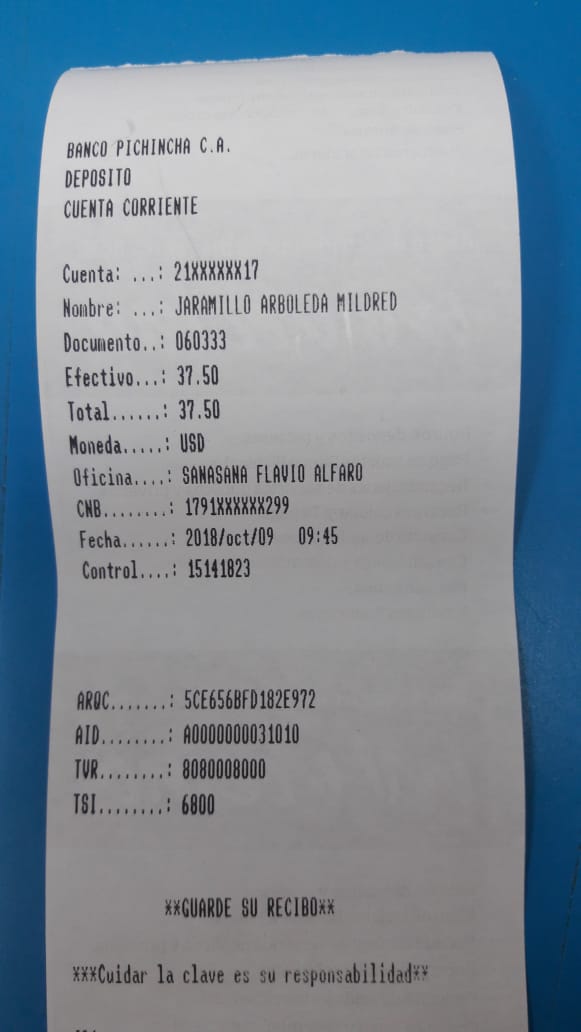 BANCO PICHINCHA C.A.
DEPOSITO
CUENTA CORRIENTE
Cuenta: ...: 21XXXXXX17
Nombre: ...: JARAMILLO ARBOLEDA MILDRED
Documento..: 060333
Efectivo...: 37.50
Total......: 37.50
Moneda.....: USD
Oficina....: SANASANA FLAVIO ALFARO
CNB........: 1791XXXXXX299
Fecha......: 2018/oct/09 09:45
Control....: 15141823
ARQC.......: 5CE656BFD182E972
AID........: A0000000031010
TVR........: 8080008000
TSI........: 6800
**GUARDE SU RECIBO**
***Cuidar la clave es su responsabilidad**